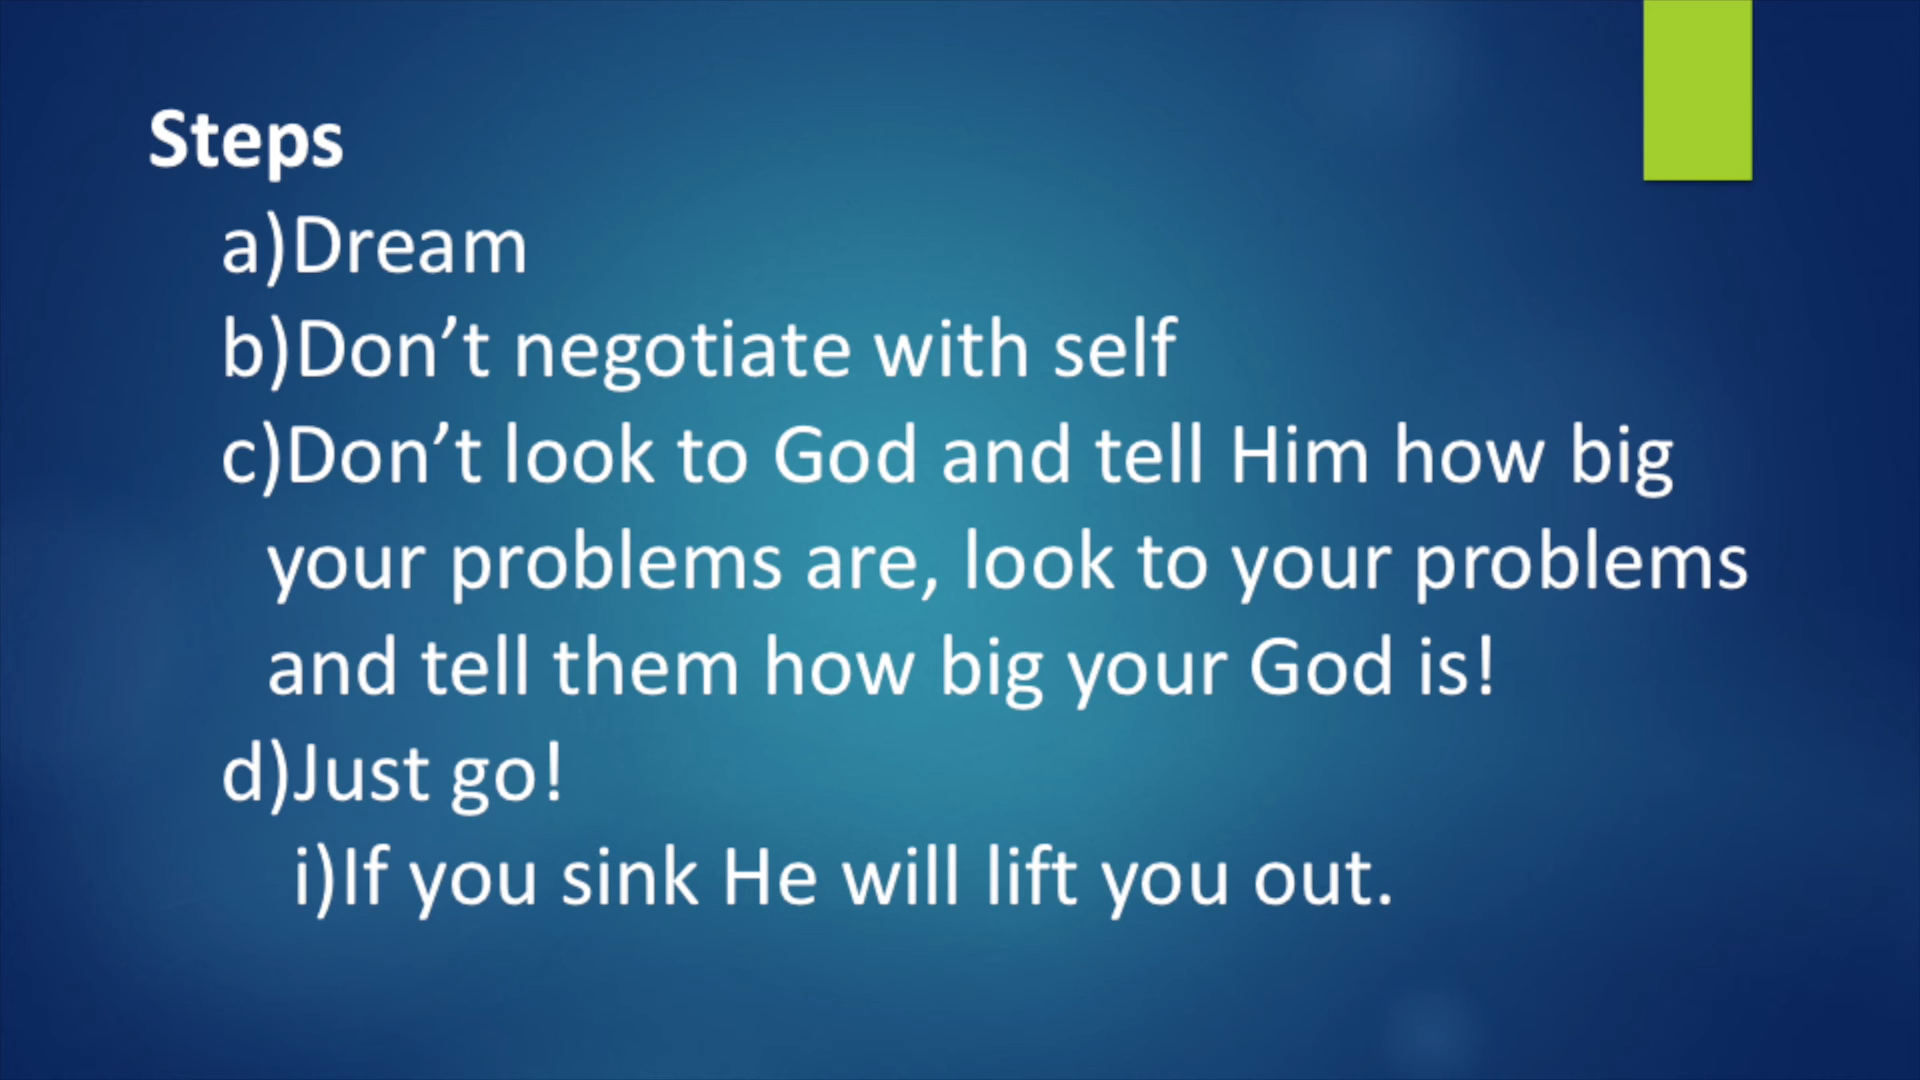 Steps
a)Dream
b)Don’t negotiate with self
c)Don’t look to God and tell Him how big
your problems are, look to your problems
and tell them how big your God is!
d)Just go!
i)If you sink He will lift you out.